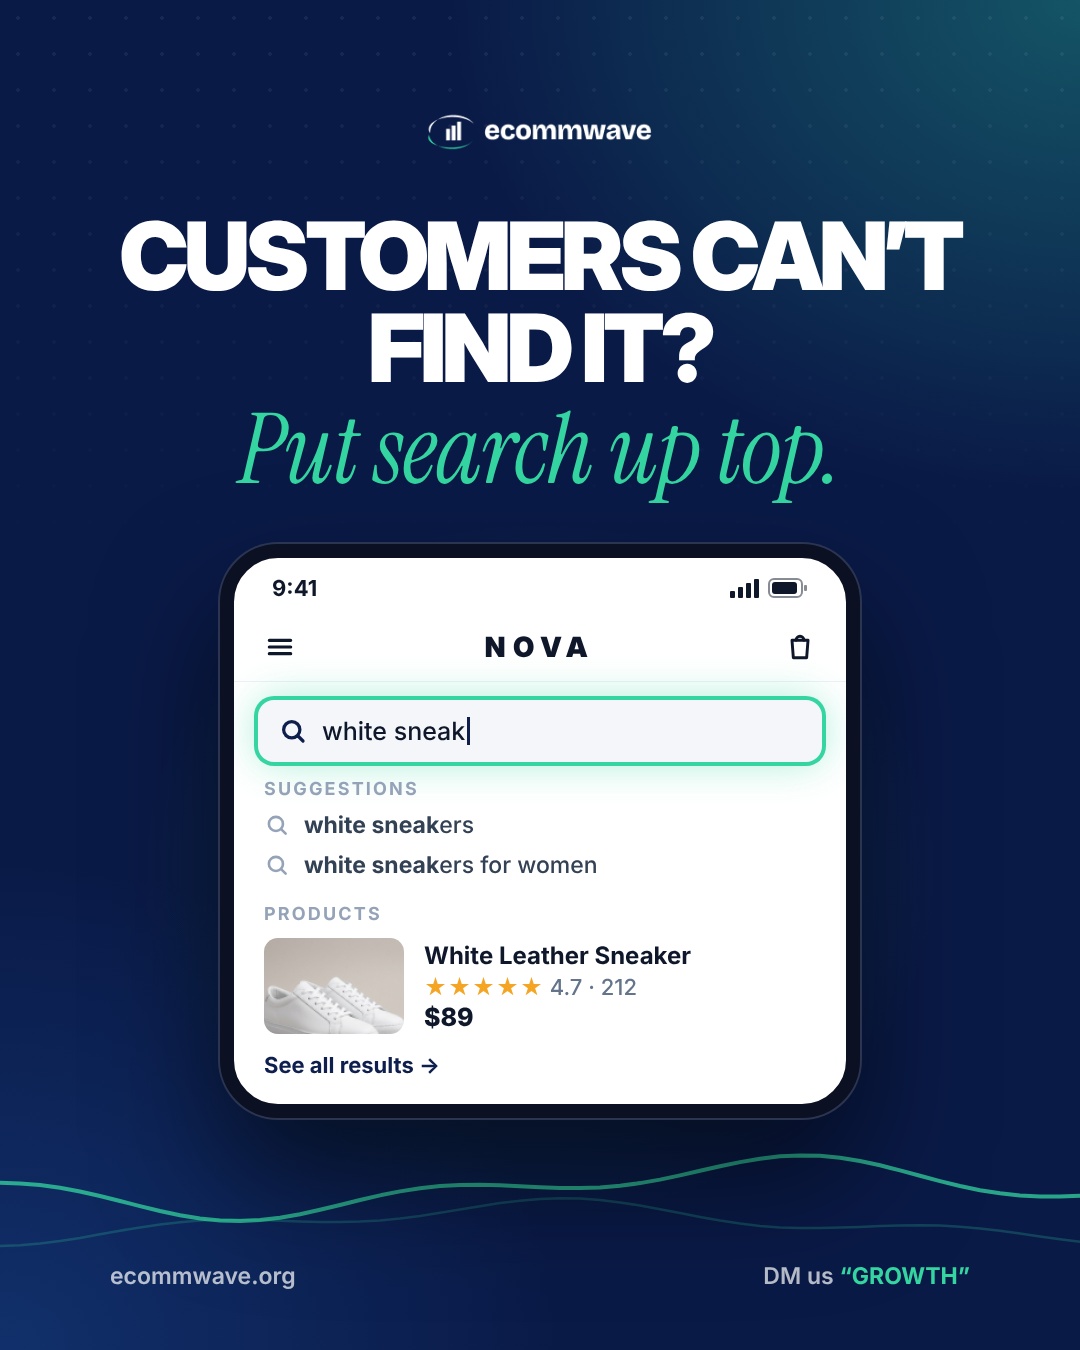 ecommwave
CUSTOMERS CAN'T
FIND IT?
Put search up top.
9:41
NOVA
white sneak
SUGGESTIONS
white sneakers
white sneakers for women
PRODUCTS
White Leather Sneaker
★★★★★ 4.7 · 212
$89
See all results →
ecommwave.org
DM us “GROWTH”